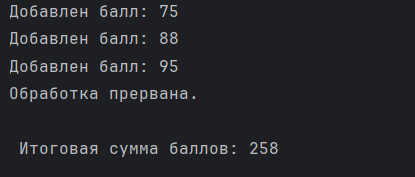 Добавлен балл: 75
Добавлен балл: 88
Добавлен балл: 95
Обработка прервана.
Итоговая сумма баллов: 258